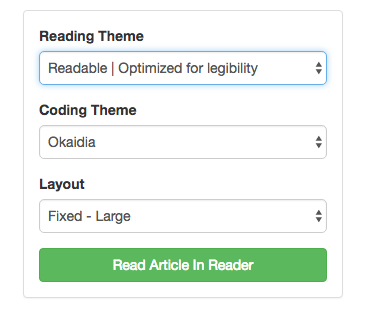 Reading Theme
Readable | Optimized for legibility
Coding Theme
Okaidia
Layout
Fixed - Large
Read Article In Reader